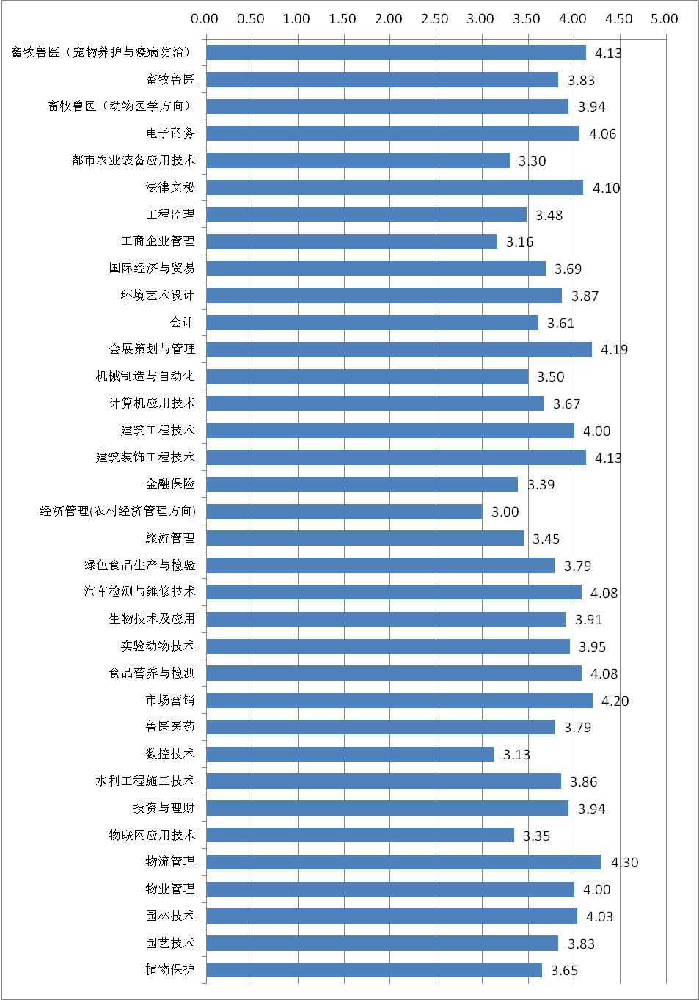 0.00 0.50 1.00 1.50 2.00 2.50 3.00 3.50 4.00 4.50 5.00
畜牧兽医（宠物养护与疫病防治） 4.13
畜牧兽医 3.83
畜牧兽医（动物医学方向） 3.94
电子商务 4.06
都市农业装备应用技术 3.30
法律文秘 4.10
工程监理 3.48
工商企业管理 3.16
国际经济与贸易 3.69
环境艺术设计 3.87
会计 3.61
会展策划与管理 4.19
机械制造与自动化 3.50
计算机应用技术 3.67
建筑工程技术 4.00
建筑装饰工程技术 4.13
金融保险 3.39
经济管理(农村经济管理方向) 3.00
旅游管理 3.45
绿色食品生产与检验 3.79
汽车检测与维修技术 4.08
生物技术及应用 3.91
实验动物技术 3.95
食品营养与检测 4.08
市场营销 4.20
兽医医药 3.79
数控技术 3.13
水利工程施工技术 3.86
投资与理财 3.94
物联网应用技术 3.35
物流管理 4.30
物业管理 4.00
园林技术 4.03
园艺技术 3.83
植物保护 3.65